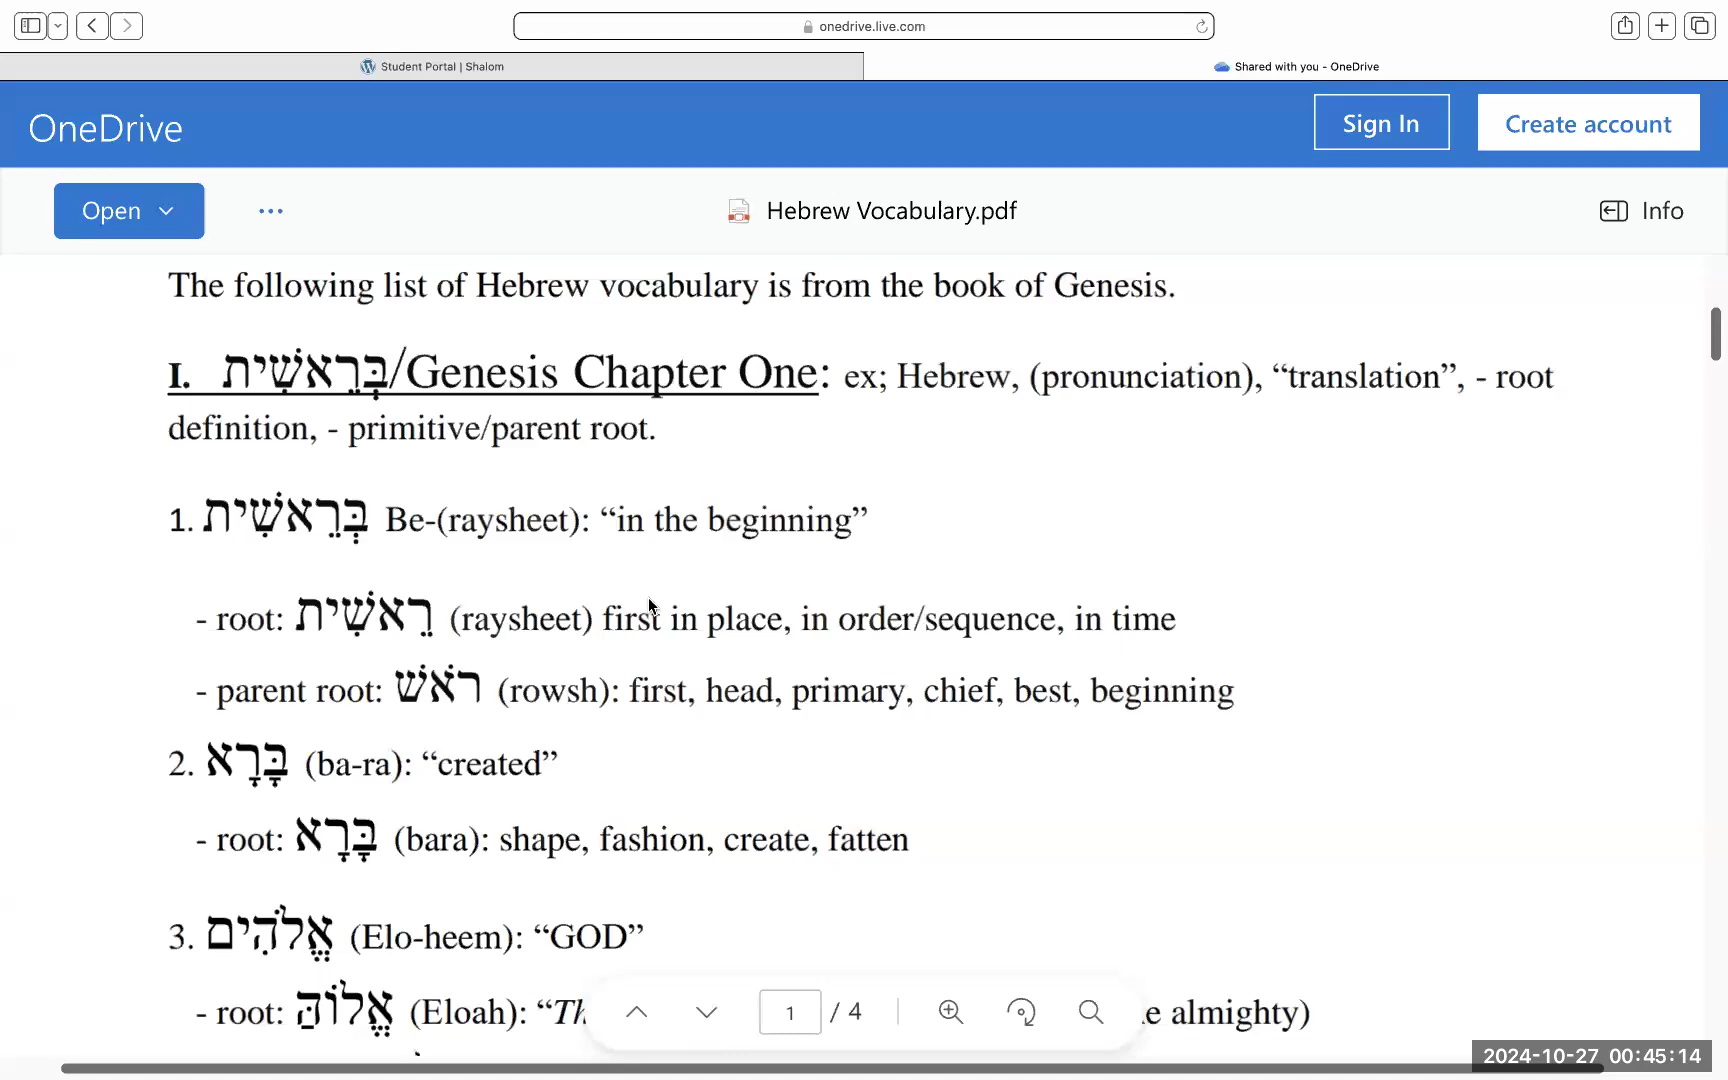 onedrive.live.com
Student Portal | Shalom
Shared with you - OneDrive
OneDrive
Sign In
Create account
Open
Hebrew Vocabulary.pdf
Info
The following list of Hebrew vocabulary is from the book of Genesis.
I. בְּרֵאשִׁית/Genesis Chapter One: ex; Hebrew, (pronunciation), “translation”, - root
definition, - primitive/parent root.
1. בְּרֵאשִׁית Be-(raysheet): “in the beginning”
- root: רֵאשִׁית (raysheet) first in place, in order/sequence, in time
- parent root: רֹאשׁ (rowsh): first, head, primary, chief, best, beginning
2. בָּרָא (ba-ra): “created”
- root: בָּרָא (bara): shape, fashion, create, fatten
3. אֱלֹהִים (Elo-heem): “GOD”
- root: אֱלוֹהַּ (Eloah): “ almighty)
1 / 4
2024-10-27 00:45:14